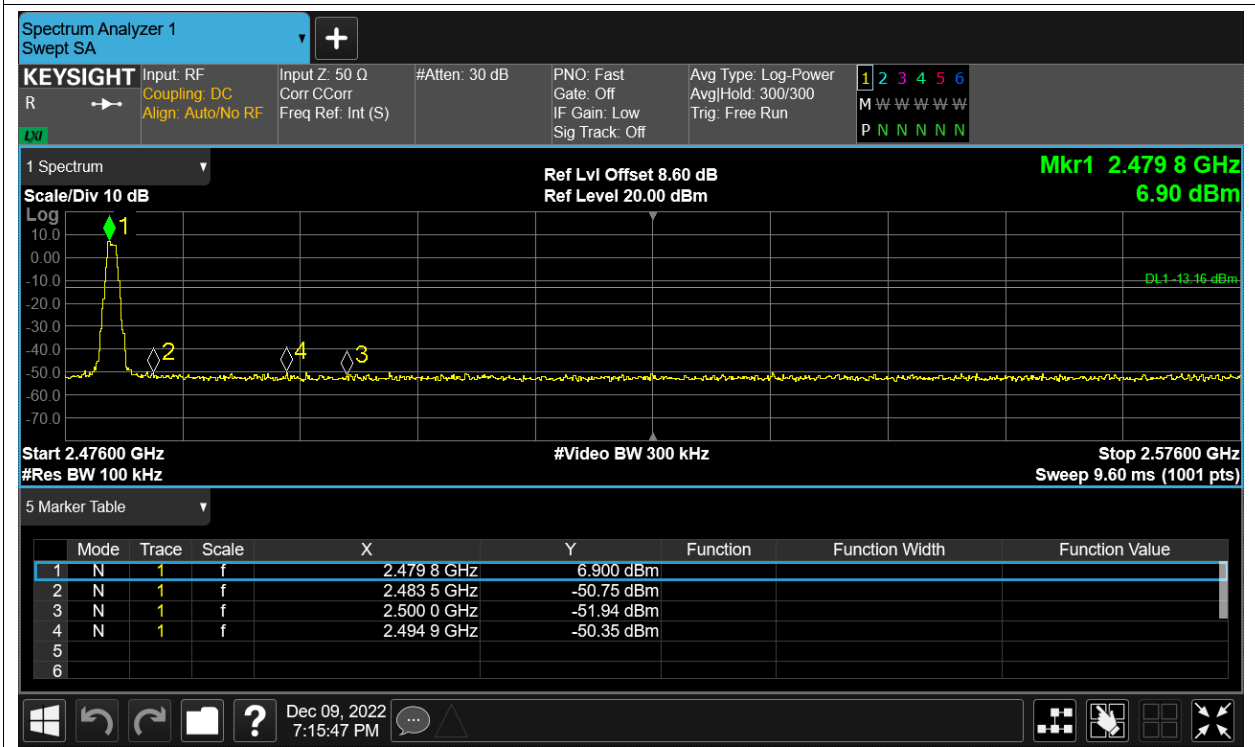 Spectrum Analyzer 1
Swept SA
KEYSIGHT Input: RF Input Z: 50 Ω #Atten: 30 dB PNO: Fast Avg Type: Log-Power 1 2 3 4 5 6
R Coupling: DC Corr CCorr Gate: Off Avg|Hold: 300/300 M W W W W W
Align: Auto/No RF Freq Ref: Int (S) IF Gain: Low Trig: Free Run
LXI Sig Track: Off P N N N N N
1 Spectrum Ref Lvl Offset 8.60 dB Mkr1 2.479 8 GHz
Scale/Div 10 dB Ref Level 20.00 dBm 6.90 dBm
Log
1
10.0
0.00
-10.0 DL1 -13.16 dBm
-20.0
-30.0
-40.0 2 4 3
-50.0
-60.0
-70.0
Start 2.47600 GHz #Video BW 300 kHz Stop 2.57600 GHz
#Res BW 100 kHz Sweep 9.60 ms (1001 pts)
5 Marker Table
Mode Trace Scale X Y Function Function Width Function Value
1 N 1 f 2.479 8 GHz 6.900 dBm
2 N 1 f 2.483 5 GHz -50.75 dBm
3 N 1 f 2.500 0 GHz -51.94 dBm
4 N 1 f 2.494 9 GHz -50.35 dBm
5
6
? Dec 09, 2022
7:15:47 PM